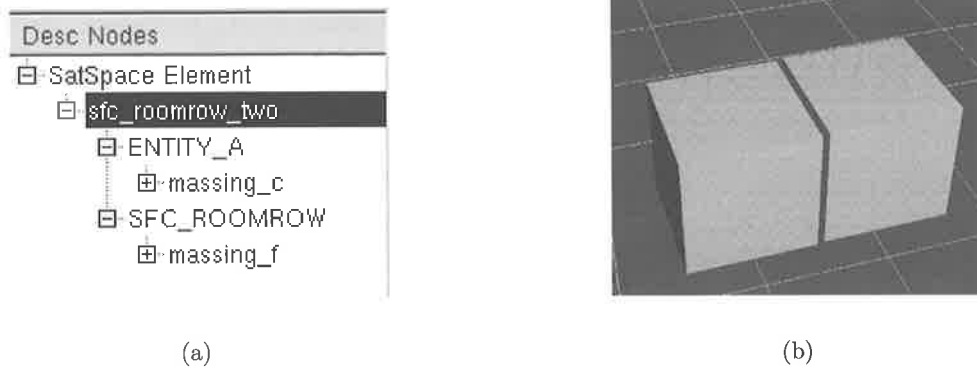 Desc Nodes
SatSpace Element
sfc_roomrow_two
ENTITY_A
massing_c
SFC_ROOMROW
massing_f
(a)
(b)